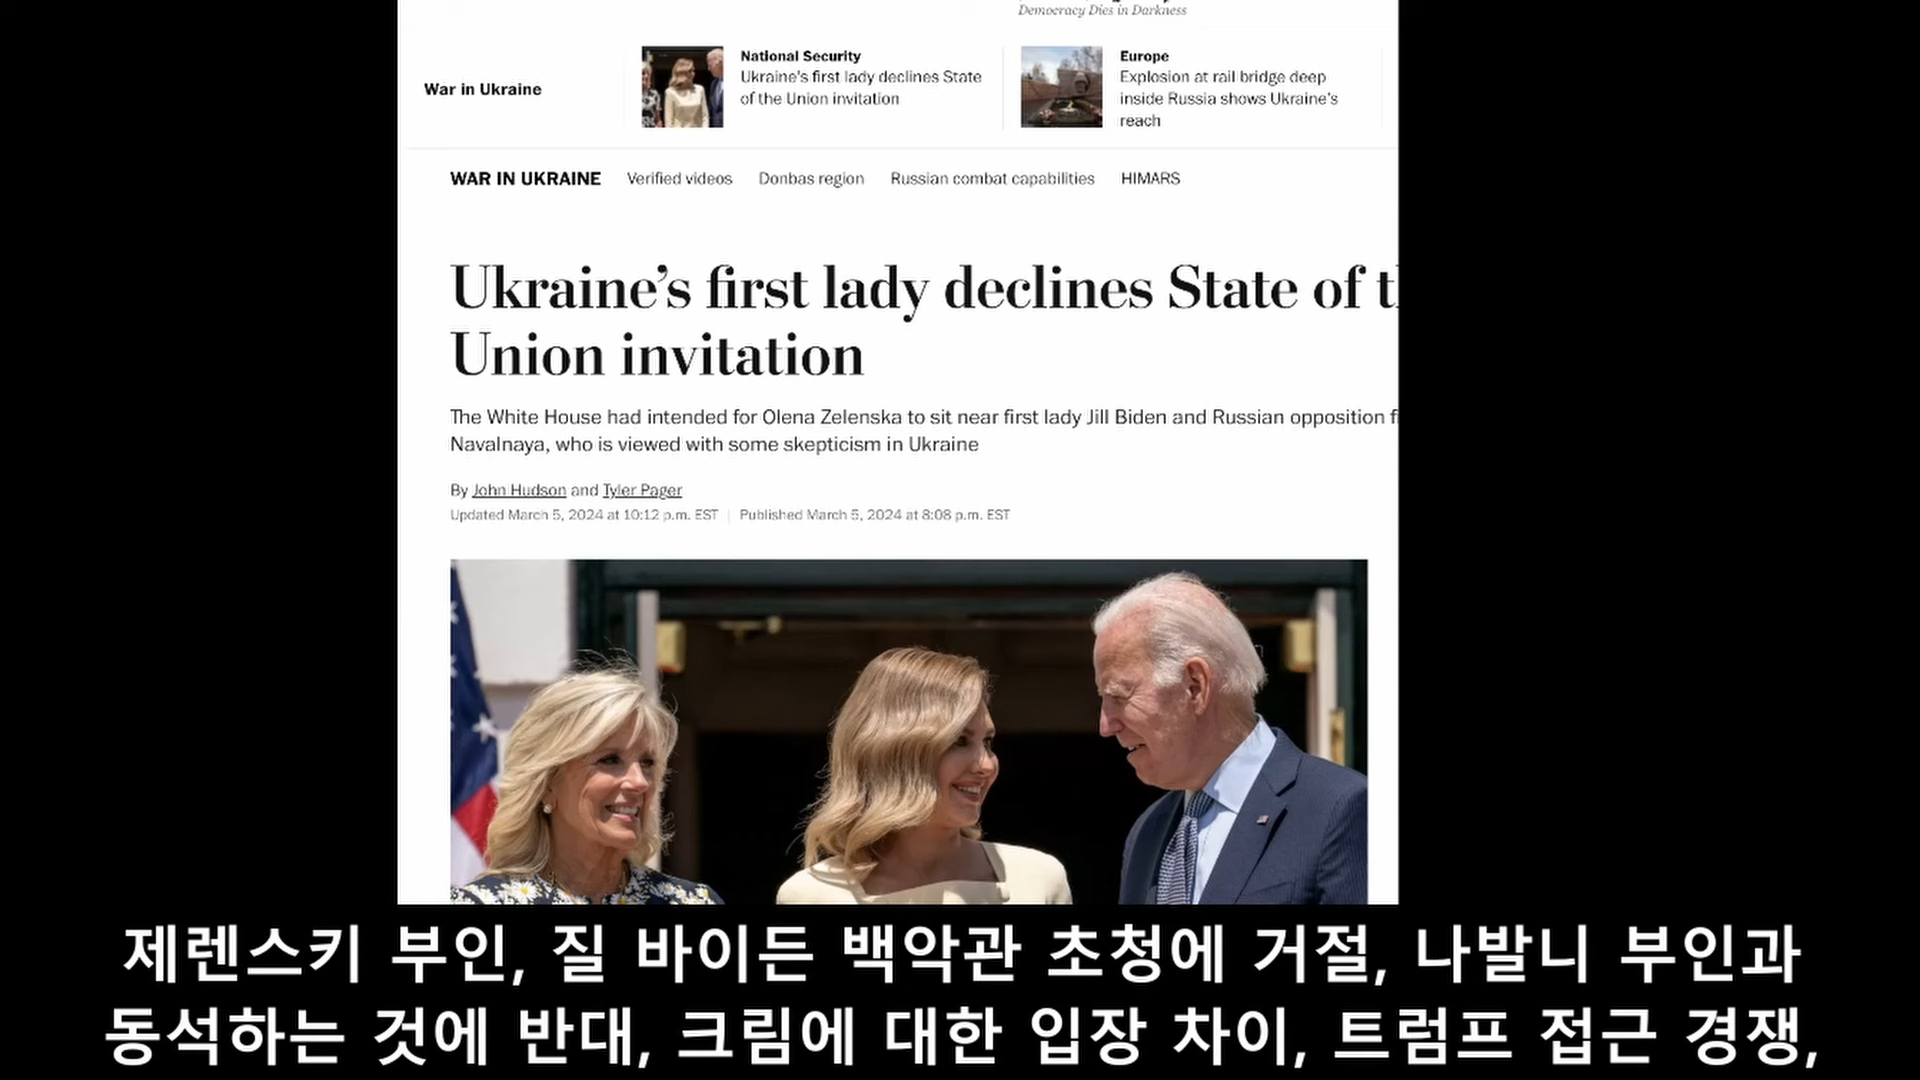 Democracy Dies in Darkness
War in Ukraine
National Security
Ukraine's first lady declines State
of the Union invitation
Europe
Explosion at rail bridge deep
inside Russia shows Ukraine's
reach
WAR IN UKRAINE Verified videos Donbas region Russian combat capabilities HIMARS
Ukraine’s first lady declines State of
Union invitation
The White House had intended for Olena Zelenska to sit near first lady Jill Biden and Russian opposition
Navalnaya, who is viewed with some skepticism in Ukraine
By John Hudson and Tyler Pager
Updated March 5, 2024 at 10:12 p.m. EST | Published March 5, 2024 at 8:08 p.m. EST
제렌스키 부인, 질 바이든 백악관 초청에 거절, 나발니 부인과
동석하는 것에 반대, 크림에 대한 입장 차이, 트럼프 접근 경쟁,